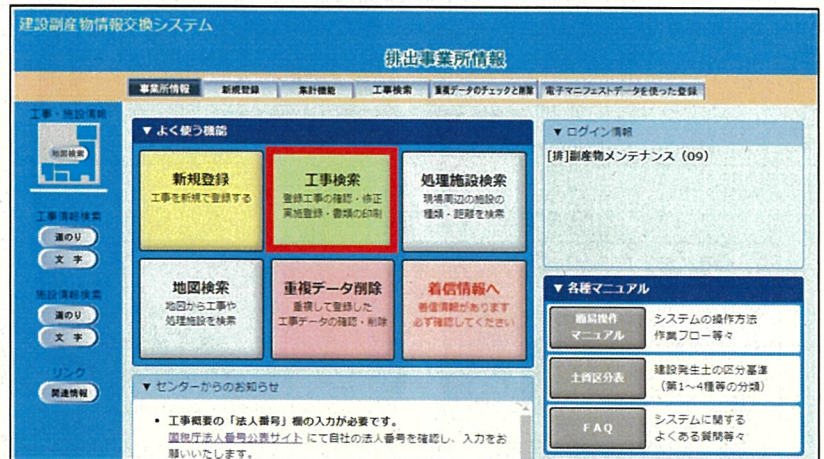 建設副産物情報交換システム
排出事業所情報
事業所情報 新規登録 集計機能 工事検索 重複データのチェックと削除 電子マニフェストデータを使った登録
工事・施設情報
地図検索
工事情報検索
道のり
文 字
施設情報検索
道のり
文 字
リンク
関連情報
▼ よく使う機能
新規登録
工事を新規で登録する
工事検索
登録工事の確認・修正
実施登録・書類の印刷
処理施設検索
現場周辺の施設の
種類・距離を検索
地図検索
地図から工事や
処理施設を検索
重複データ削除
重複して登録した
工事データの確認・削除
着信情報へ
着信情報があります
必ず確認してください
▼ センターからのお知らせ
• 工事概要の「法人番号」欄の入力が必要です。
国税庁法人番号公表サイト にて自社の法人番号を確認し、入力をお
願いいたします。
▼ ログイン情報
[排]副産物メンテナンス（09）
▼ 各種マニュアル
簡易操作
マニュアル
システムの操作方法
作業フロー等々
土質区分表
建設発生土の区分基準
（第1～4種等の分類）
F A Q
システムに関する
よくある質問等々